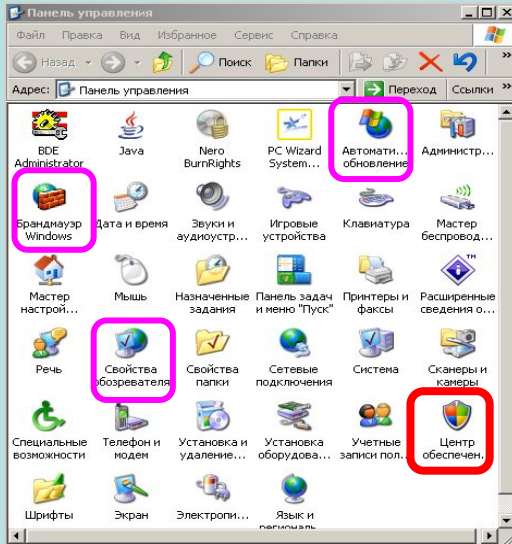 Панель управления
Файл Правка Вид Избранное Сервис Справка
Назад Поиск Папки »
Адрес: Панель управления Переход Ссылки »
BDE Administrator
Java
Nero BurnRights
PC Wizard System...
Автомати... обновление
Администр...
Брандмауэр Windows
Дата и время
Звуки и аудиоустр...
Игровые устройства
Клавиатура
Мастер беспровод...
Мастер настрой...
Мышь
Назначенные задания
Панель задач и меню "Пуск"
Принтеры и факсы
Расширенные сведения о...
Речь
Свойства обозревателя
Свойства папки
Сетевые подключения
Система
Сканеры и камеры
Специальные возможности
Телефон и модем
Установка и удаление...
Установка оборудова...
Учетные записи пол...
Центр обеспечен...
Шрифты
Экран
Электропи...
Язык и региональ...